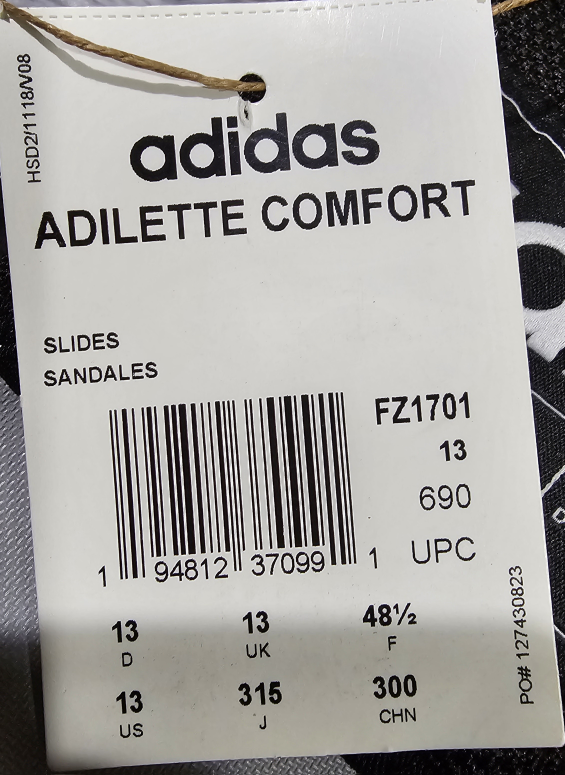 HSD2/1118/V08
adidas
ADILETTE COMFORT
SLIDES
SANDALES
FZ1701
13
690
UPC
1 94812 37099 1
13 13 48½
D UK F
13 315 300
US J CHN
PO# 127430823